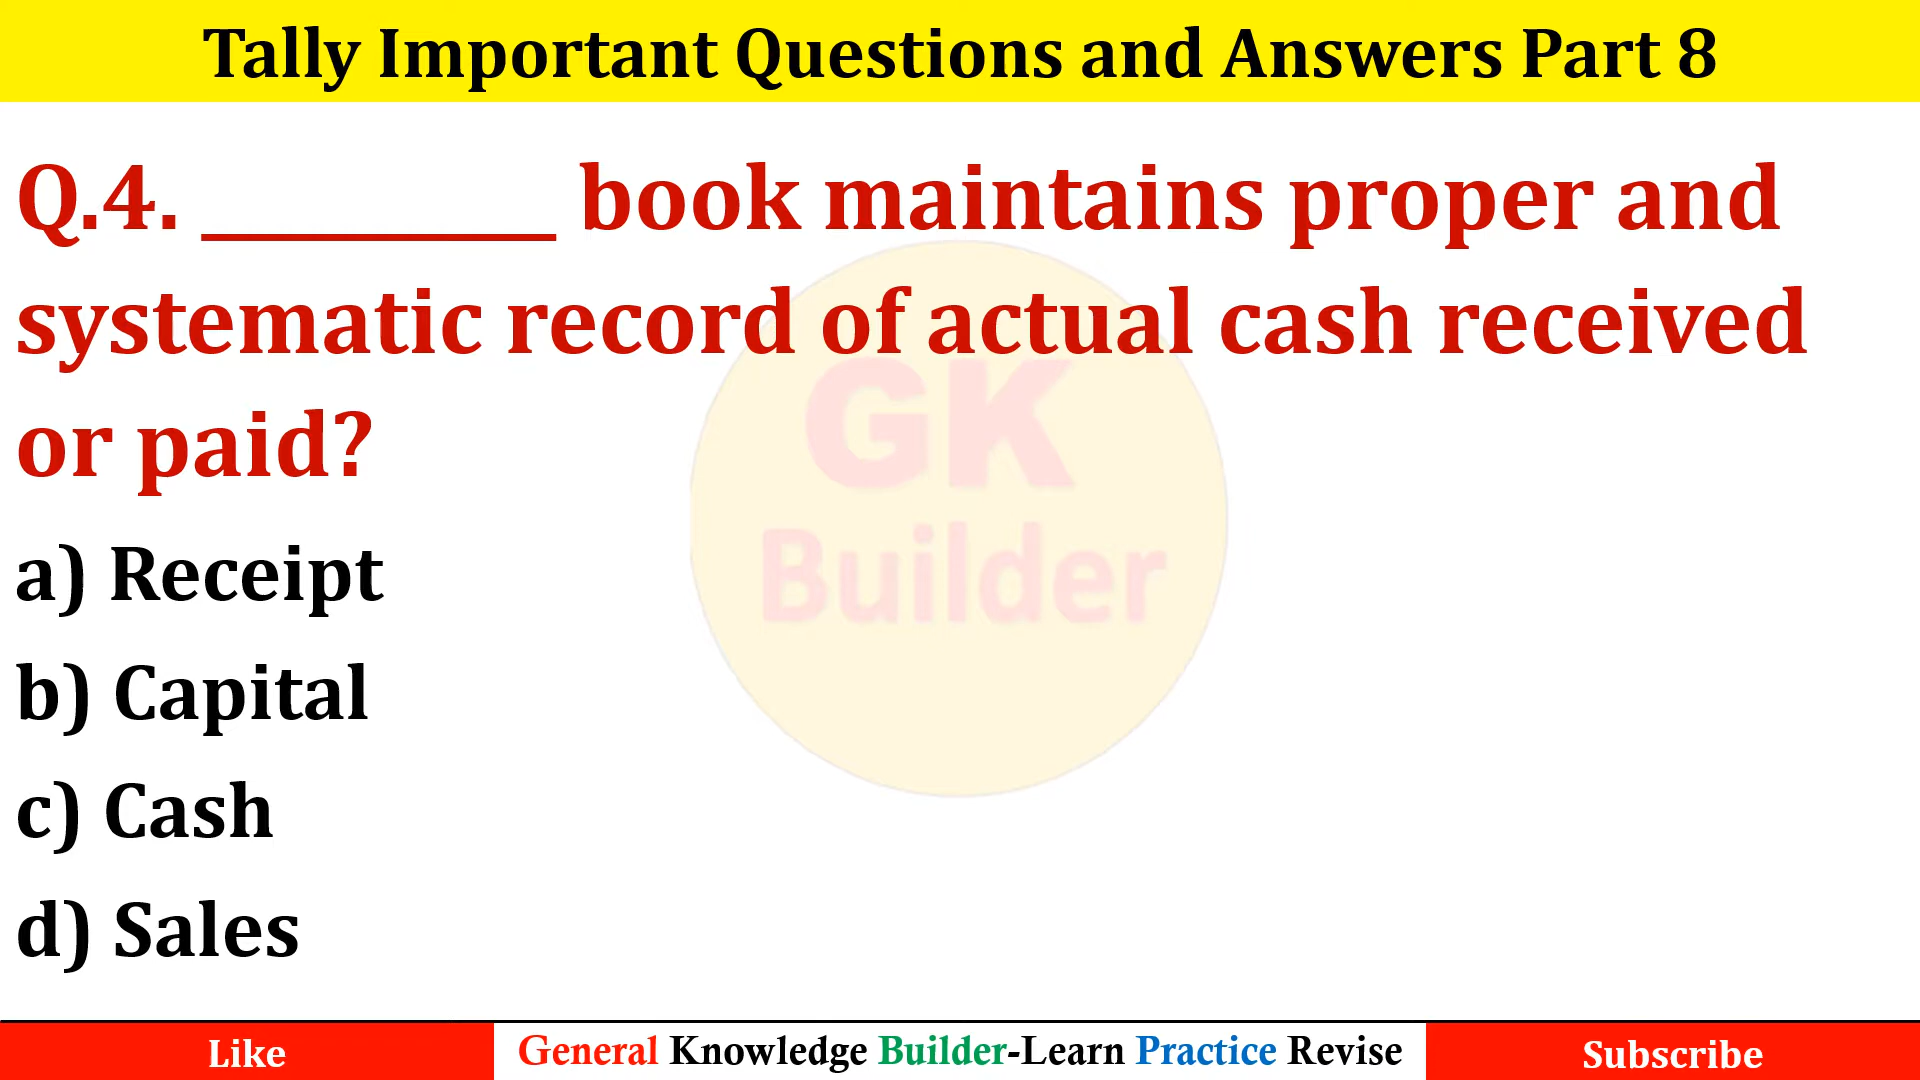 Tally Important Questions and Answers Part 8
Q.4. __________ book maintains proper and
systematic record of actual cash received
or paid?
GK
Builder
a) Receipt
b) Capital
c) Cash
d) Sales
Like
General Knowledge Builder-Learn Practice Revise
Subscribe